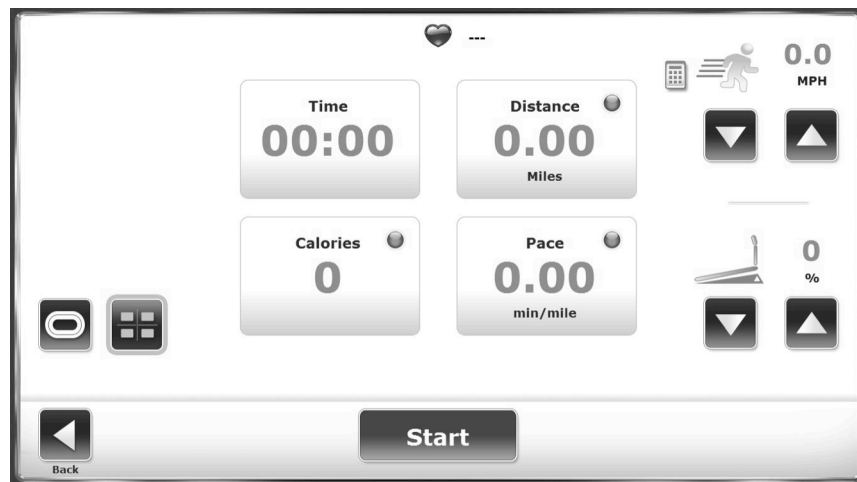 ---
0.0
MPH
Time
00:00
Distance
0.00
Miles
Calories
0
Pace
0.00
min/mile
0
%
Start
Back